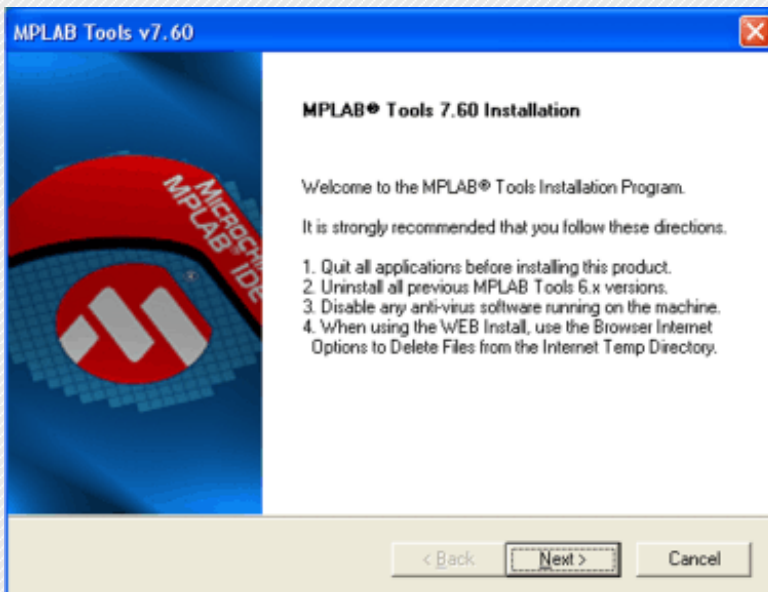 MPLAB Tools v7.60
MPLAB® Tools 7.60 Installation
Welcome to the MPLAB® Tools Installation Program.
It is strongly recommended that you follow these directions.
1. Quit all applications before installing this product.
2. Uninstall all previous MPLAB Tools 6.x versions.
3. Disable any anti-virus software running on the machine.
4. When using the WEB Install, use the Browser Internet
Options to Delete Files from the Internet Temp Directory.
MICROCHIP
MPLAB® IDE
< Back
Next >
Cancel